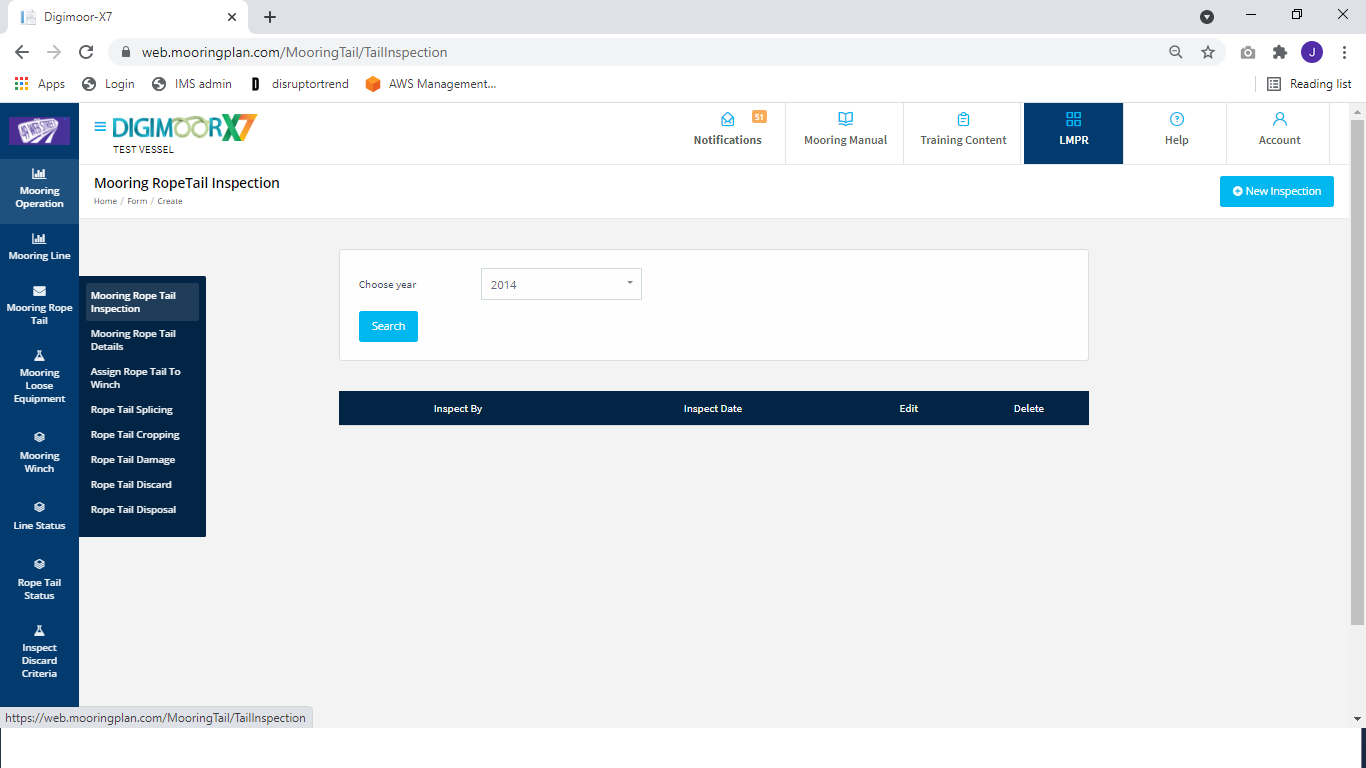 Digimoor-X7
web.mooringplan.com/MooringTail/TailInspection
J
Apps
Login
IMS admin
D
disruptortrend
AWS Management...
Reading list
49 WEB STREET
DIGIMOORX7
TEST VESSEL
51
Notifications
Mooring Manual
Training Content
LMPR
Help
Account
Mooring RopeTail Inspection
Home / Form / Create
New Inspection
Mooring
Operation
Mooring Line
Mooring Rope
Tail
Mooring
Loose
Equipment
Mooring
Winch
Line Status
Rope Tail
Status
Inspect
Discard
Criteria
Mooring Rope Tail
Inspection
Mooring Rope Tail
Details
Assign Rope Tail To
Winch
Rope Tail Splicing
Rope Tail Cropping
Rope Tail Damage
Rope Tail Discard
Rope Tail Disposal
Choose year
2014
Search
Inspect By
Inspect Date
Edit
Delete
https://web.mooringplan.com/MooringTail/TailInspection